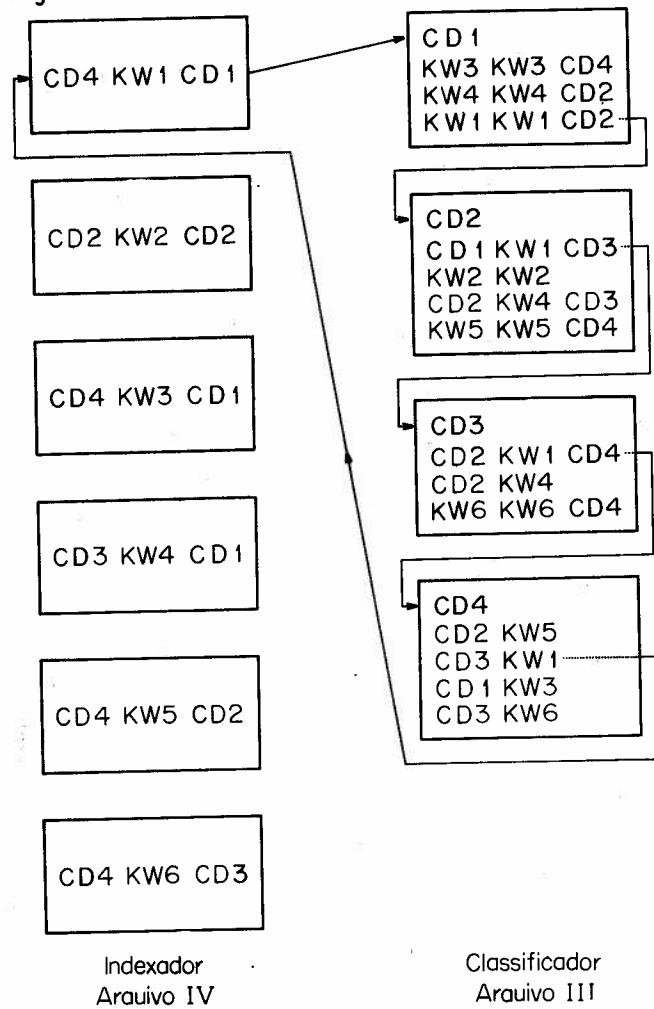 CD4 KW1 CD1
CD2 KW2 CD2
CD4 KW3 CD1
CD3 KW4 CD1
CD4 KW5 CD2
CD4 KW6 CD3
Indexador
Arquivo IV
CD1
KW3 KW3 CD4
KW4 KW4 CD2
KW1 KW1 CD2
CD2
CD1 KW1 CD3
KW2 KW2
CD2 KW4 CD3
KW5 KW5 CD4
CD3
CD2 KW1 CD4
CD2 KW4
KW6 KW6 CD4
CD4
CD2 KW5
CD3 KW1
CD1 KW3
CD3 KW6
Classificador
Arquivo III